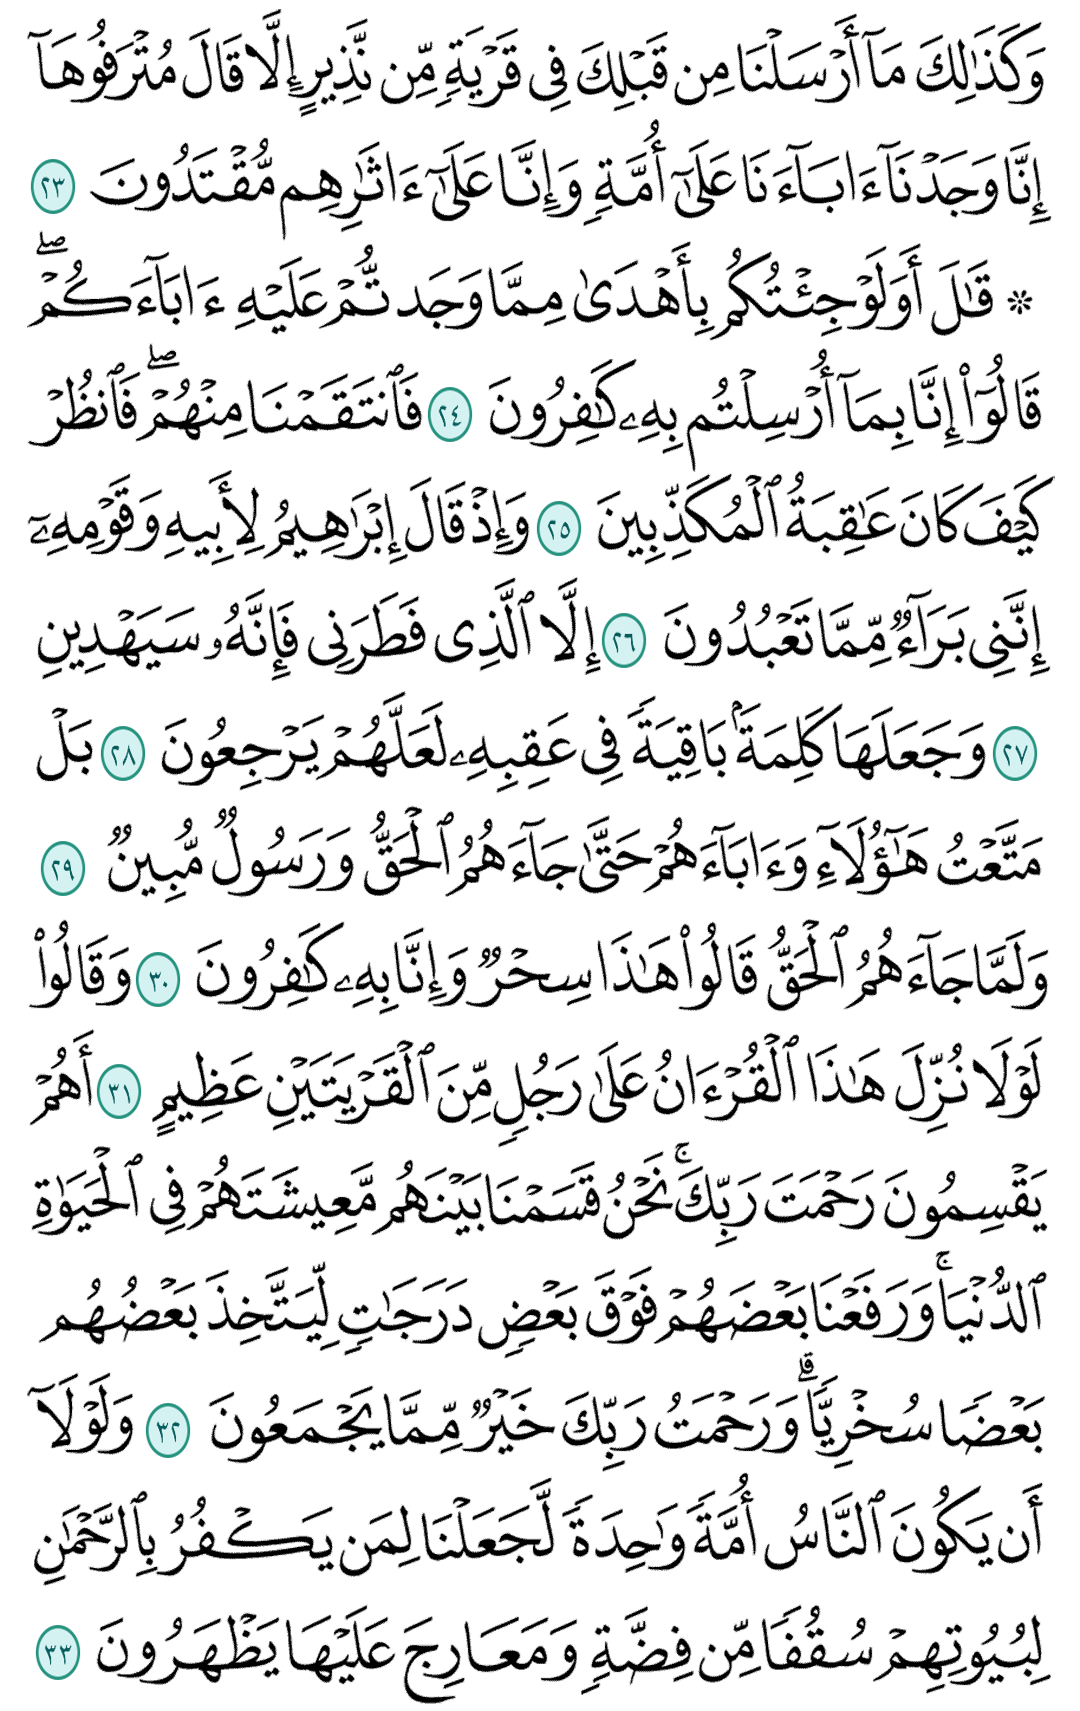 وَكَذَٰلِكَ مَآ أَرۡسَلۡنَا مِن قَبۡلِكَ فِي قَرۡيَةٖ مِّن نَّذِيرٍ إِلَّا قَالَ مُتۡرَفُوهَآ
إِنَّا وَجَدۡنَآ ءَابَآءَنَا عَلَىٰٓ أُمَّةٖ وَإِنَّا عَلَىٰٓ ءَاثَٰرِهِم مُّقۡتَدُونَ ٢٣
۞ قَٰلَ أَوَلَوۡ جِئۡتُكُم بِأَهۡدَىٰ مِمَّا وَجَدتُّمۡ عَلَيۡهِ ءَابَآءَكُمۡۖ
قَالُوٓاْ إِنَّا بِمَآ أُرۡسِلۡتُم بِهِۦ كَٰفِرُونَ ٢٤ فَٱنتَقَمۡنَا مِنۡهُمۡۖ فَٱنظُرۡ
كَيۡفَ كَانَ عَٰقِبَةُ ٱلۡمُكَذِّبِينَ ٢٥ وَإِذۡ قَالَ إِبۡرَٰهِيمُ لِأَبِيهِ وَقَوۡمِهِۦٓ
إِنَّنِي بَرَآءٞ مِّمَّا تَعۡبُدُونَ ٢٦ إِلَّا ٱلَّذِي فَطَرَنِي فَإِنَّهُۥ سَيَهۡدِينِ
٢٧ وَجَعَلَهَا كَلِمَةَۢ بَاقِيَةٗ فِي عَقِبِهِۦ لَعَلَّهُمۡ يَرۡجِعُونَ ٢٨ بَلۡ
مَتَّعۡتُ هَٰٓؤُلَآءِ وَءَابَآءَهُمۡ حَتَّىٰ جَآءَهُمُ ٱلۡحَقُّ وَرَسُولٞ مُّبِينٞ ٢٩
وَلَمَّا جَآءَهُمُ ٱلۡحَقُّ قَالُواْ هَٰذَا سِحۡرٞ وَإِنَّا بِهِۦ كَٰفِرُونَ ٣٠ وَقَالُواْ
لَوۡلَا نُزِّلَ هَٰذَا ٱلۡقُرۡءَانُ عَلَىٰ رَجُلٖ مِّنَ ٱلۡقَرۡيَتَيۡنِ عَظِيمٍ ٣١ أَهُمۡ
يَقۡسِمُونَ رَحۡمَتَ رَبِّكَۚ نَحۡنُ قَسَمۡنَا بَيۡنَهُم مَّعِيشَتَهُمۡ فِي ٱلۡحَيَوٰةِ
ٱلدُّنۡيَاۚ وَرَفَعۡنَا بَعۡضَهُمۡ فَوۡقَ بَعۡضٖ دَرَجَٰتٖ لِّيَتَّخِذَ بَعۡضُهُم
بَعۡضٗا سُخۡرِيّٗاۗ وَرَحۡمَتُ رَبِّكَ خَيۡرٞ مِّمَّا يَجۡمَعُونَ ٣٢ وَلَوۡلَآ
أَن يَكُونَ ٱلنَّاسُ أُمَّةٗ وَٰحِدَةٗ لَّجَعَلۡنَا لِمَن يَكۡفُرُ بِٱلرَّحۡمَٰنِ
لِبُيُوتِهِمۡ سُقُفٗا مِّن فِضَّةٖ وَمَعَارِجَ عَلَيۡهَا يَظۡهَرُونَ ٣٣